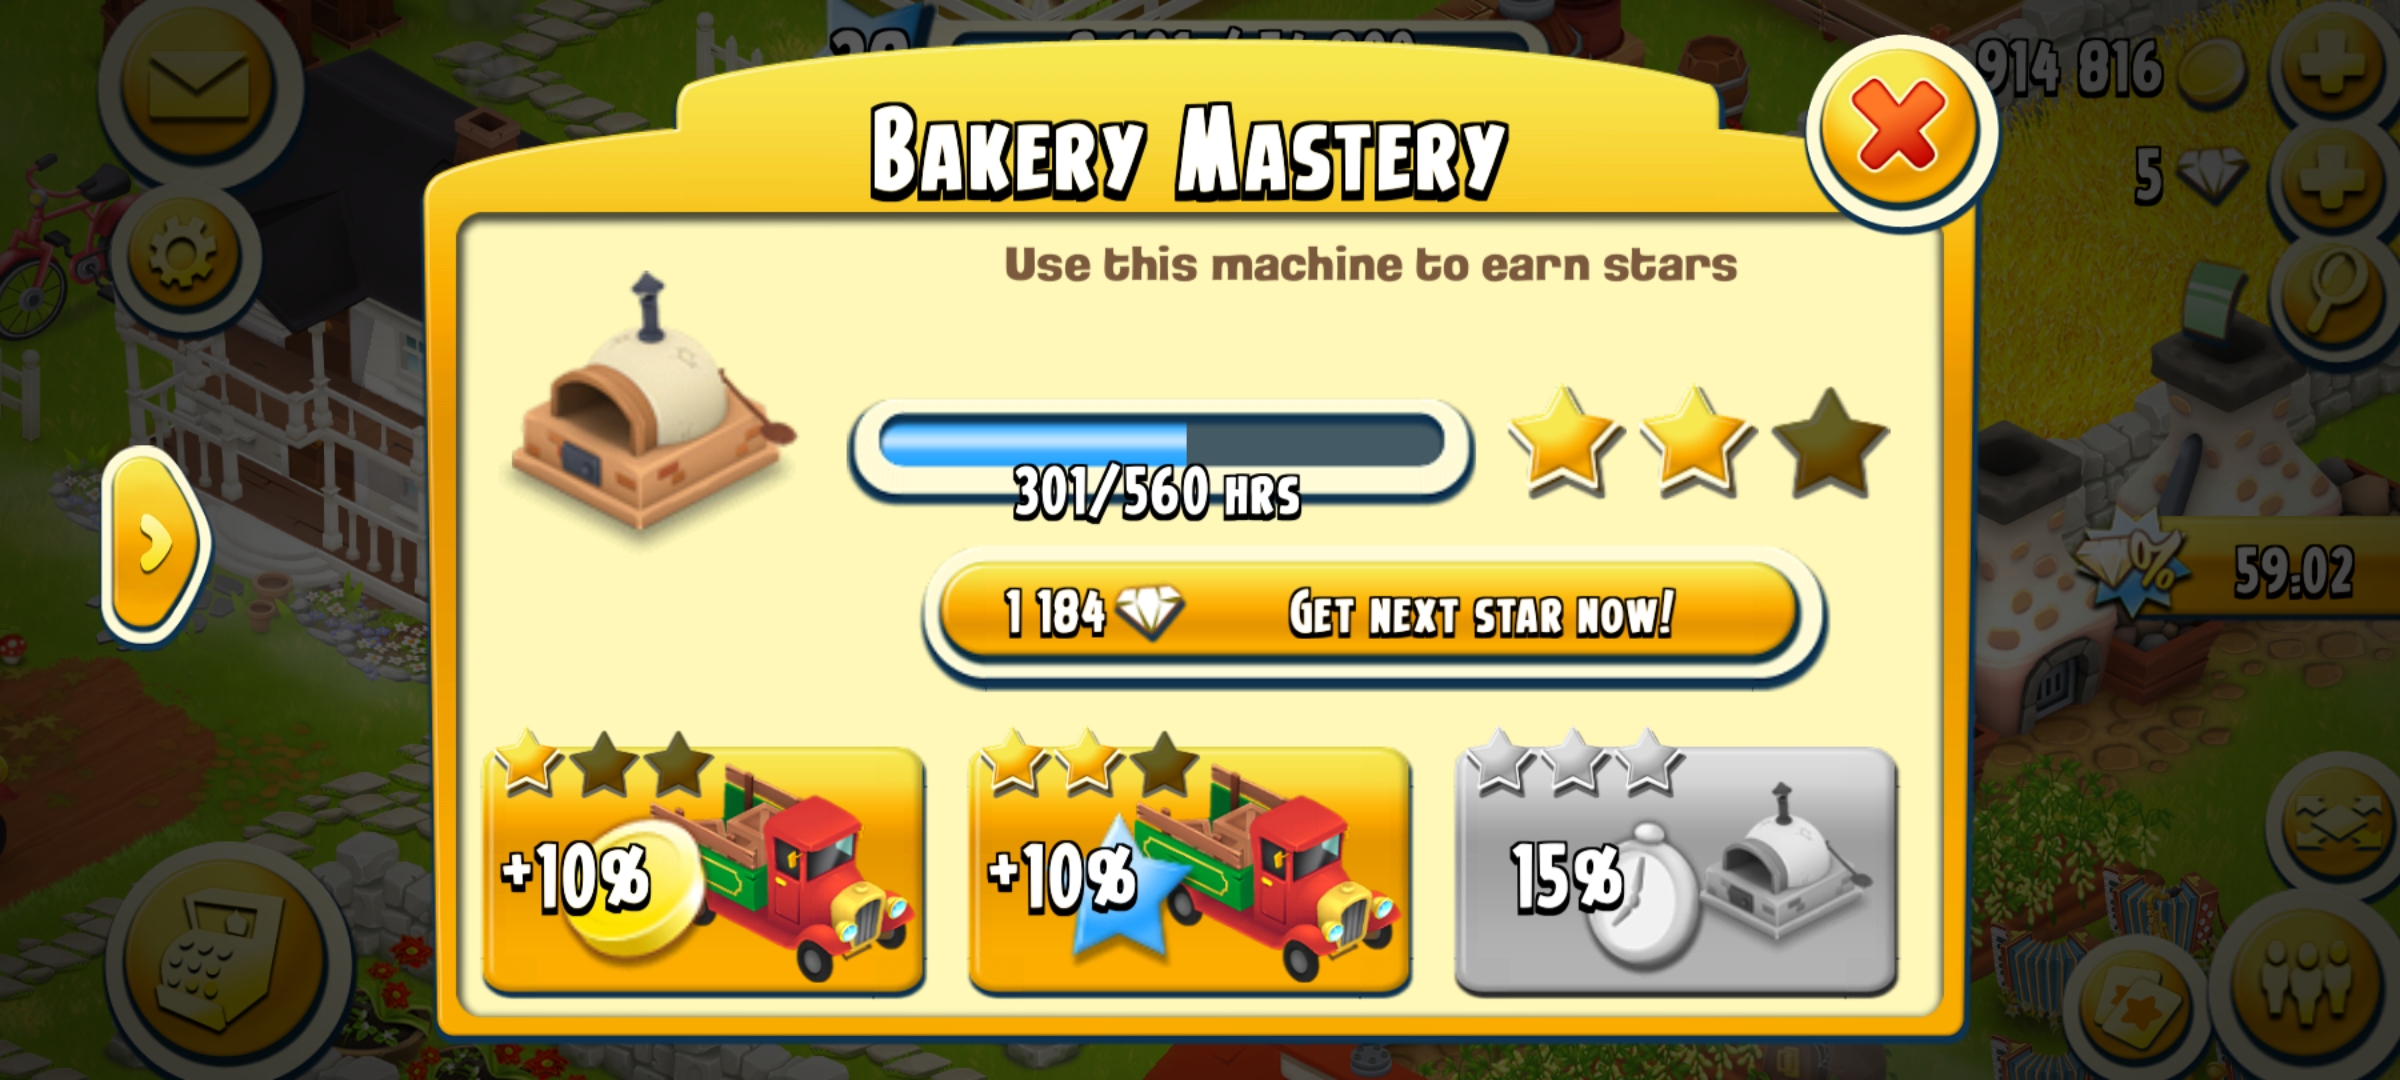 914 816
BAKERY MASTERY
5
Use this machine to earn stars
301/560 HRS
59:02
1 184 GET NEXT STAR NOW!
+10%
+10%
15%